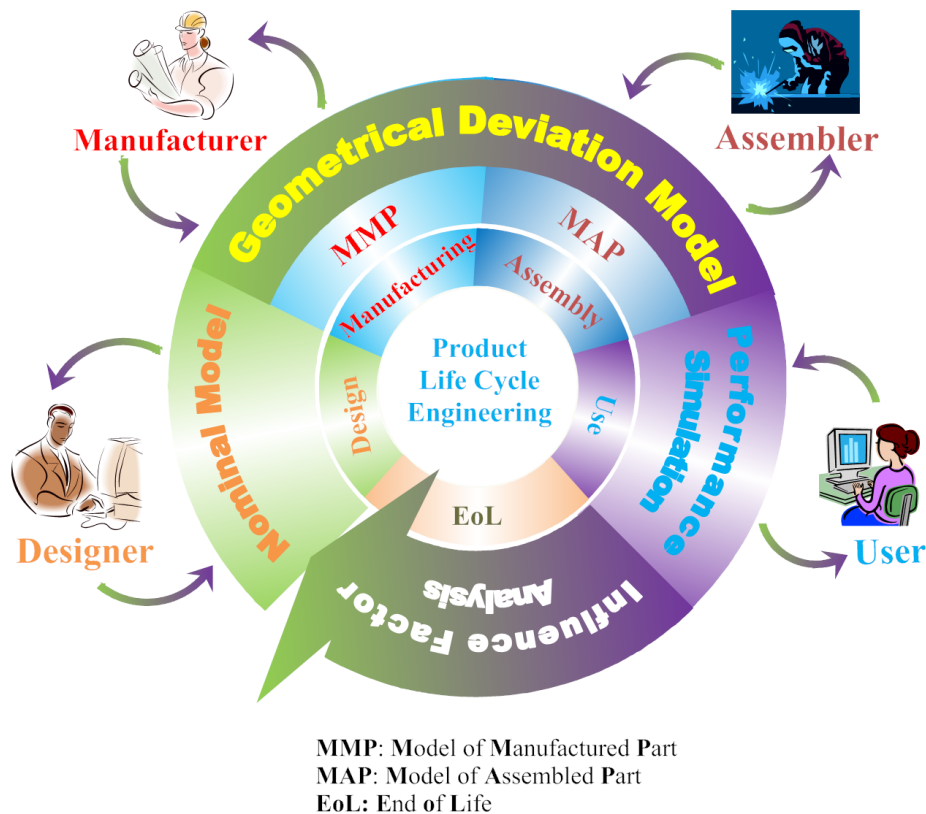 Manufacturer
Assembler
Geometrical Deviation Model
MMP
MAP
Manufacturing
Assembly
Product
Life Cycle
Engineering
Nominal Model
Design
Use
Performance
Simulation
EoL
Designer
User
Influence Factor
Analysis
MMP: Model of Manufactured Part
MAP: Model of Assembled Part
EoL: End of Life